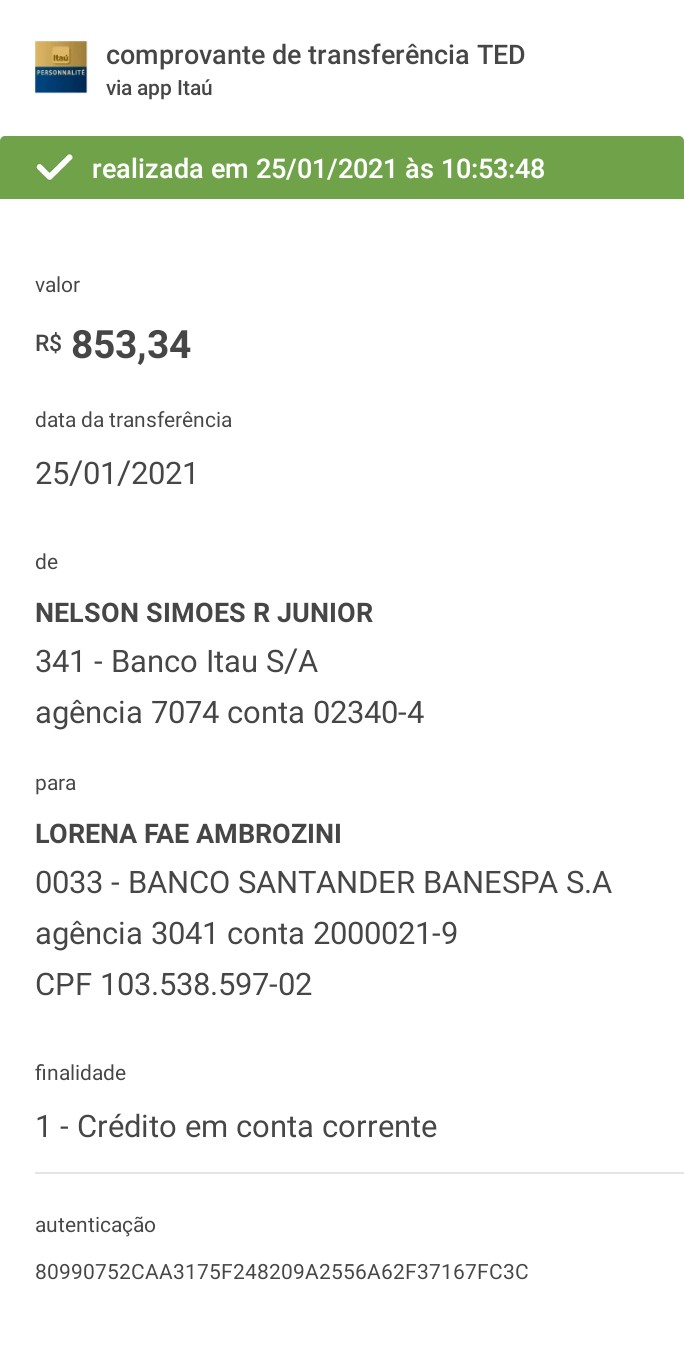 Itaú
PERSONNALITÉ
comprovante de transferência TED
via app Itaú
realizada em 25/01/2021 às 10:53:48
valor
R$ 853,34
data da transferência
25/01/2021
de
NELSON SIMOES R JUNIOR
341 - Banco Itau S/A
agência 7074 conta 02340-4
para
LORENA FAE AMBROZINI
0033 - BANCO SANTANDER BANESPA S.A
agência 3041 conta 2000021-9
CPF 103.538.597-02
finalidade
1 - Crédito em conta corrente
autenticação
80990752CAA3175F248209A2556A62F37167FC3C